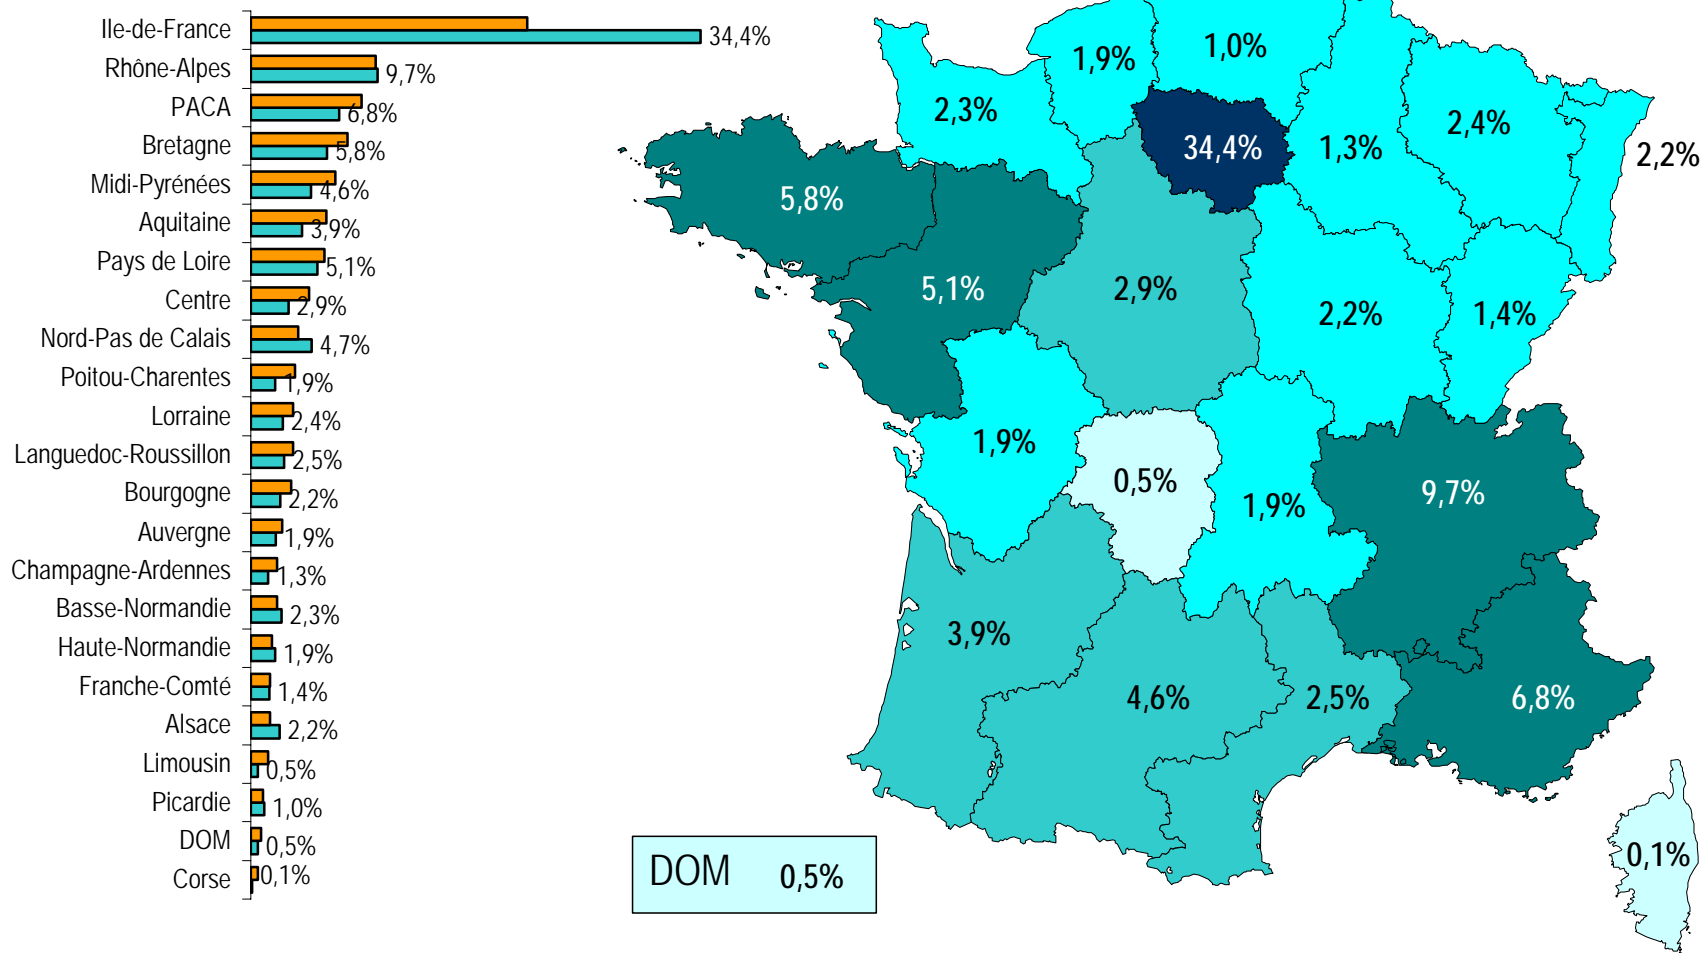 Ile-de-France 34,4%
Rhône-Alpes 9,7%
PACA 6,8%
Bretagne 5,8%
Midi-Pyrénées 4,6%
Aquitaine 3,9%
Pays de Loire 5,1%
Centre 2,9%
Nord-Pas de Calais 4,7%
Poitou-Charentes 1,9%
Lorraine 2,4%
Languedoc-Roussillon 2,5%
Bourgogne 2,2%
Auvergne 1,9%
Champagne-Ardennes 1,3%
Basse-Normandie 2,3%
Haute-Normandie 1,9%
Franche-Comté 1,4%
Alsace 2,2%
Limousin 0,5%
Picardie 1,0%
DOM 0,5%
Corse 0,1%
1,0%
1,9%
2,3%
2,4%
34,4%
1,3%
2,2%
5,8%
5,1%
2,9%
2,2%
1,4%
1,9%
0,5%
1,9%
9,7%
3,9%
4,6%
2,5%
6,8%
0,1%
DOM 0,5%